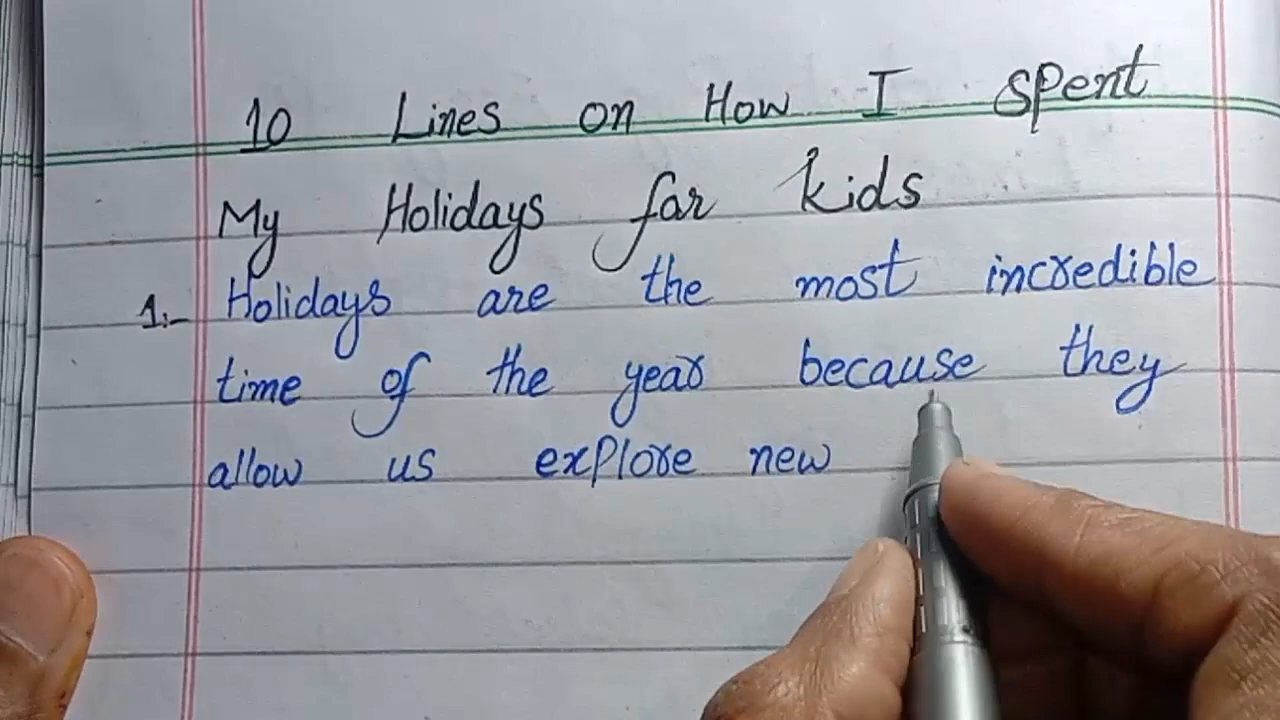 10 Lines on How I spent
My Holidays for kids
1:- Holidays are the most incredible
time of the year because they
allow us explore new